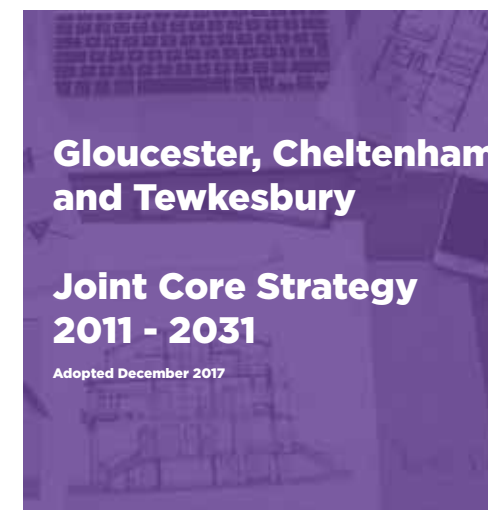 Gloucester, Cheltenham
and Tewkesbury
Joint Core Strategy
2011 - 2031
Adopted December 2017